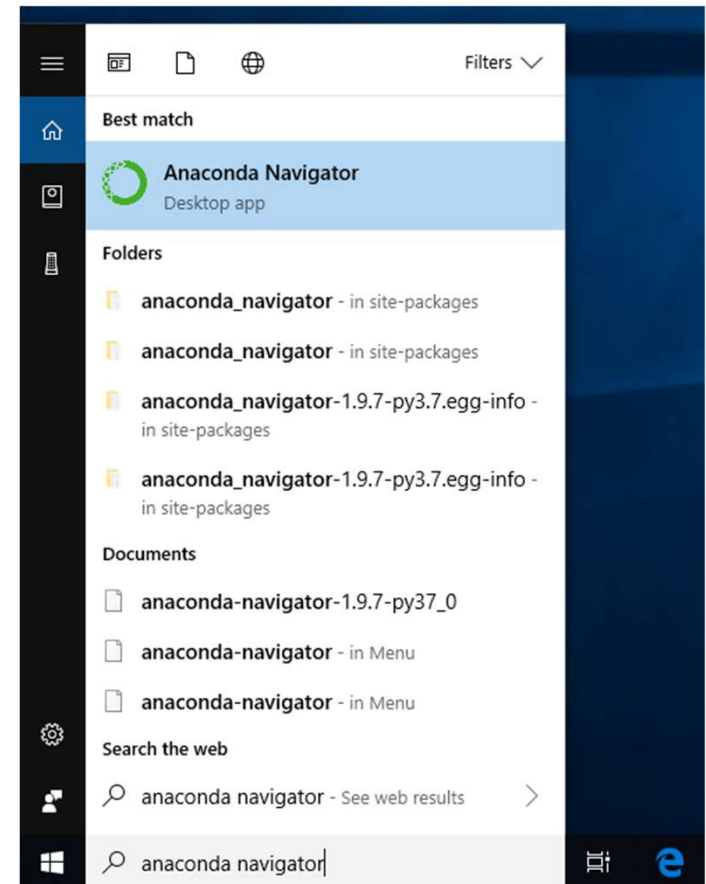 Filters
Best match
Anaconda Navigator
Desktop app
Folders
anaconda_navigator - in site-packages
anaconda_navigator - in site-packages
anaconda_navigator-1.9.7-py3.7.egg-info -
in site-packages
anaconda_navigator-1.9.7-py3.7.egg-info -
in site-packages
Documents
anaconda-navigator-1.9.7-py37_0
anaconda-navigator - in Menu
anaconda-navigator - in Menu
Search the web
anaconda navigator - See web results
anaconda navigator